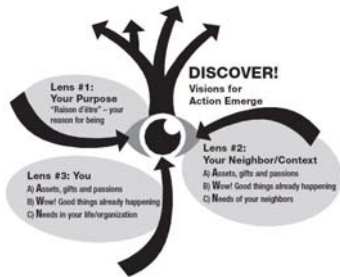 DISCOVER!
Visions for
Action Emerge
Lens #1:
Your Purpose
"Raison d'être" – your
reason for being
Lens #2:
Your Neighbor/Context
A) Assets, gifts and passions
B) Wow! Good things already happening
C) Needs of your neighbors
Lens #3: You
A) Assets, gifts and passions
B) Wow! Good things already happening
C) Needs in your life/organization